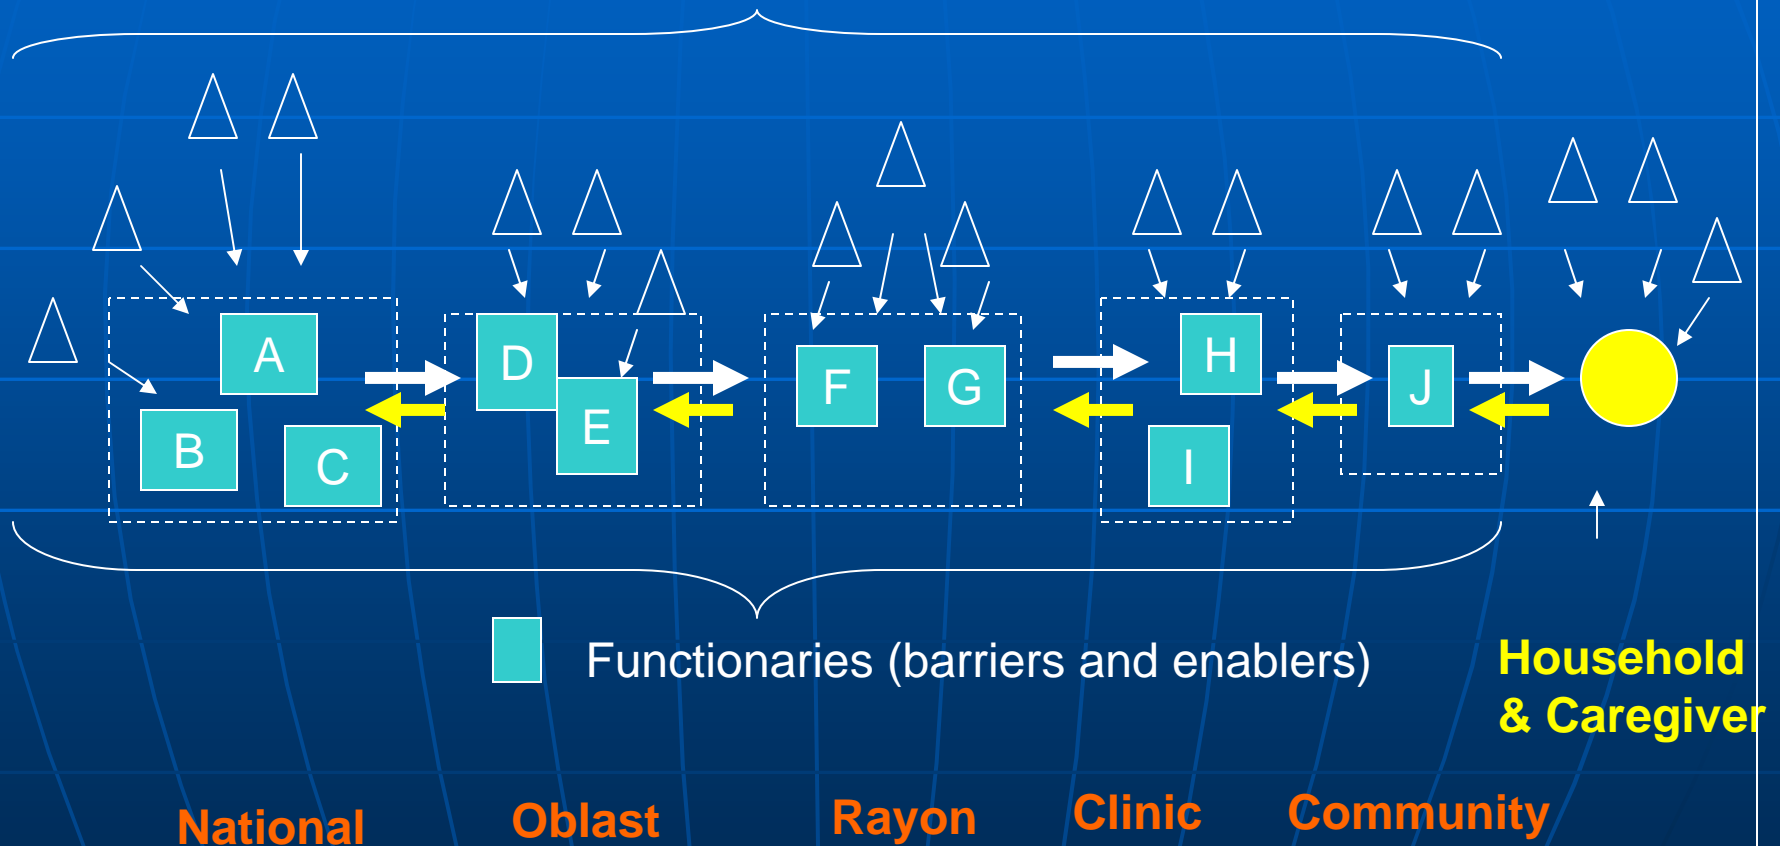 A
B
C
D
E
F
G
H
I
J
Functionaries (barriers and enablers)
Household
& Caregiver
National
Oblast
Rayon
Clinic
Community